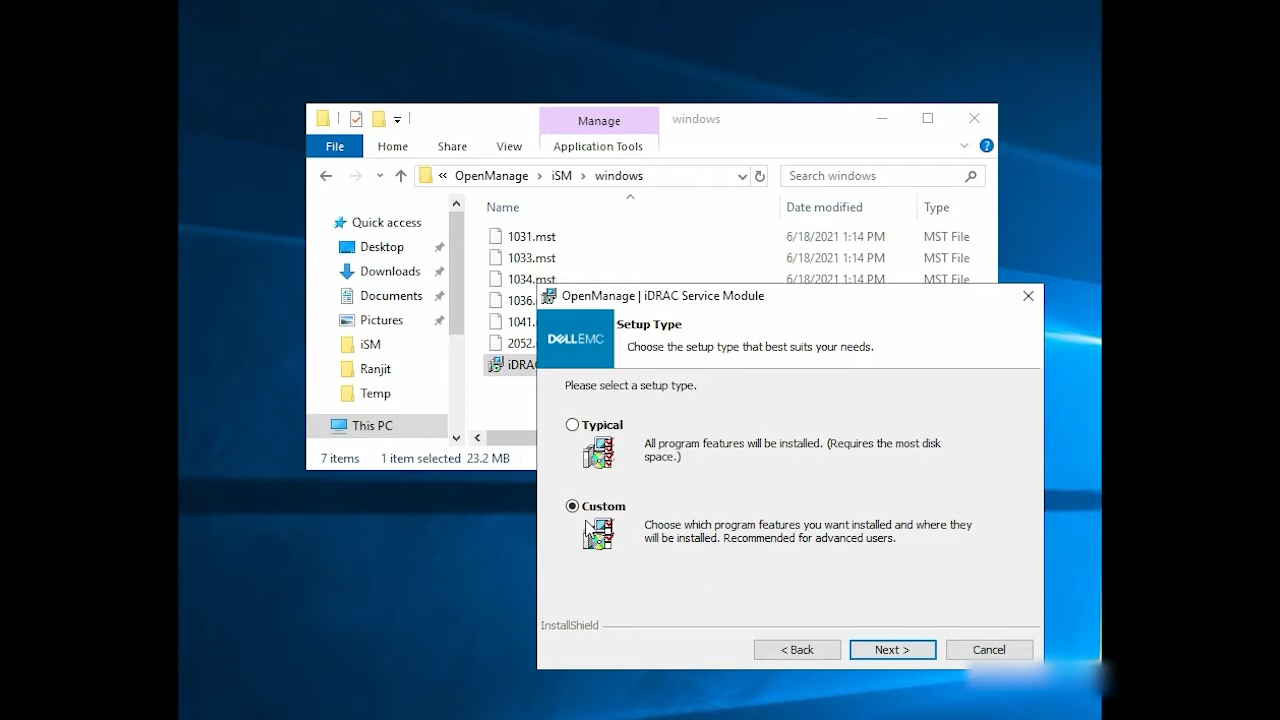 Manage
windows
File
Home
Share
View
Application Tools
« OpenManage > iSM > windows
Search windows
Quick access
Desktop
Downloads
Documents
Pictures
iSM
Ranjit
Temp
This PC
Name
Date modified
Type
1031.mst
6/18/2021 1:14 PM
MST File
1033.mst
6/18/2021 1:14 PM
MST File
1034.mst
6/18/2021 1:14 PM
MST File
1036.
1041.
2052.
iDRAC
7 items
1 item selected 23.2 MB
OpenManage | iDRAC Service Module
DELLEMC
Setup Type
Choose the setup type that best suits your needs.
Please select a setup type.
Typical
All program features will be installed. (Requires the most disk
space.)
Custom
Choose which program features you want installed and where they
will be installed. Recommended for advanced users.
InstallShield
< Back
Next >
Cancel